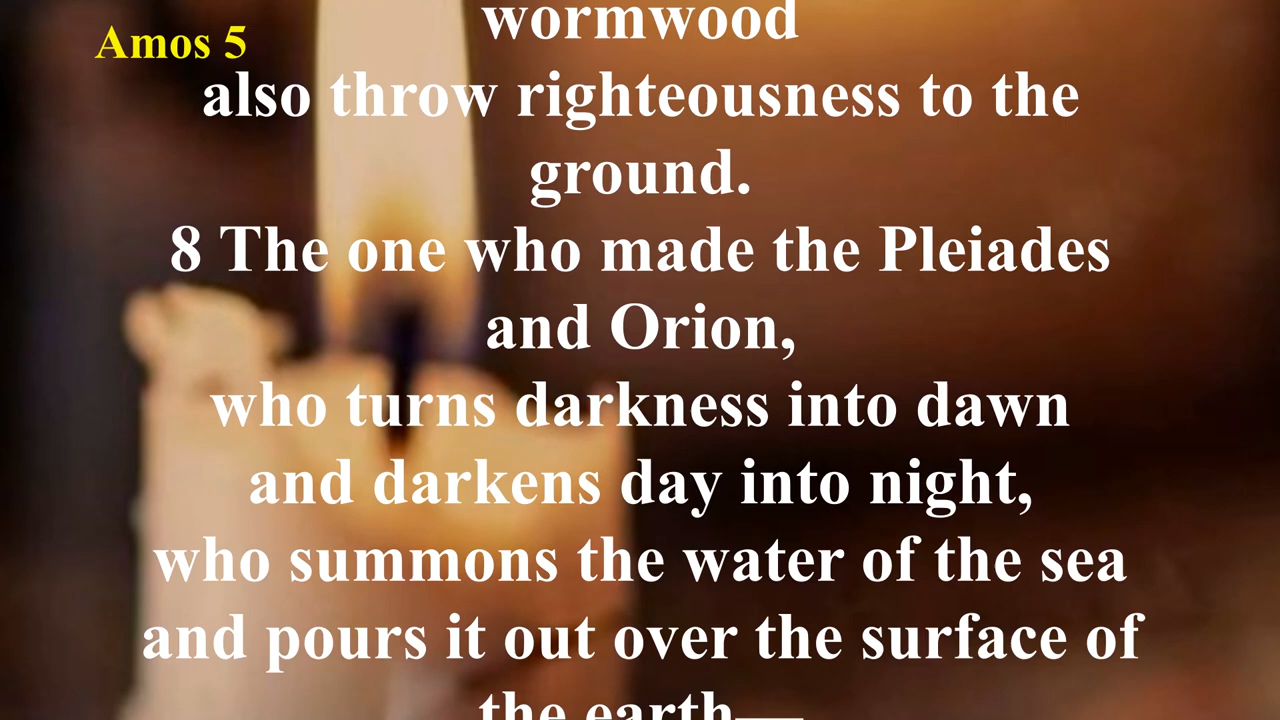 wormwood
Amos 5
also throw righteousness to the
ground.
8 The one who made the Pleiades
and Orion,
who turns darkness into dawn
and darkens day into night,
who summons the water of the sea
and pours it out over the surface of
the earth—